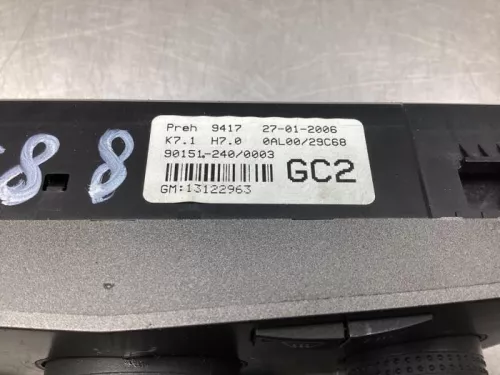 Preh 9417 27-01-2006
K7.1 H7.0 0AL00/29C68
90151-240/0003
GC2
GM:13122963
8 8